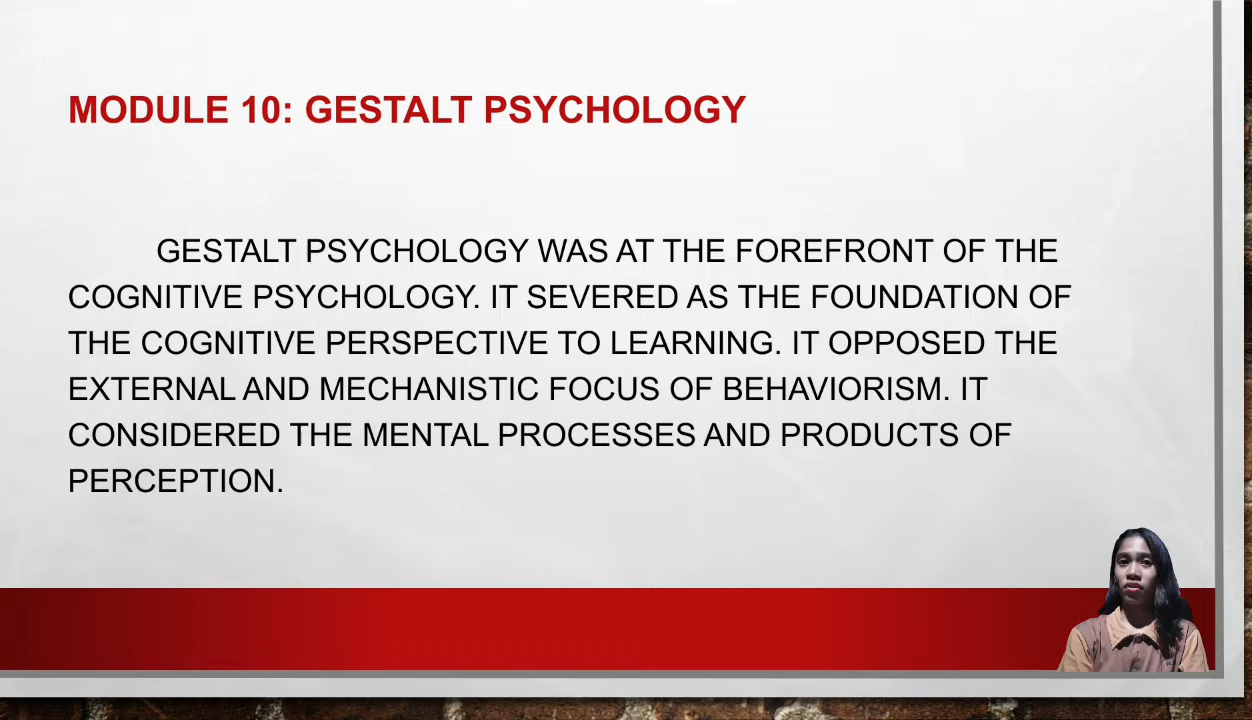 MODULE 10: GESTALT PSYCHOLOGY
GESTALT PSYCHOLOGY WAS AT THE FOREFRONT OF THE
COGNITIVE PSYCHOLOGY. IT SEVERED AS THE FOUNDATION OF
THE COGNITIVE PERSPECTIVE TO LEARNING. IT OPPOSED THE
EXTERNAL AND MECHANISTIC FOCUS OF BEHAVIORISM. IT
CONSIDERED THE MENTAL PROCESSES AND PRODUCTS OF
PERCEPTION.